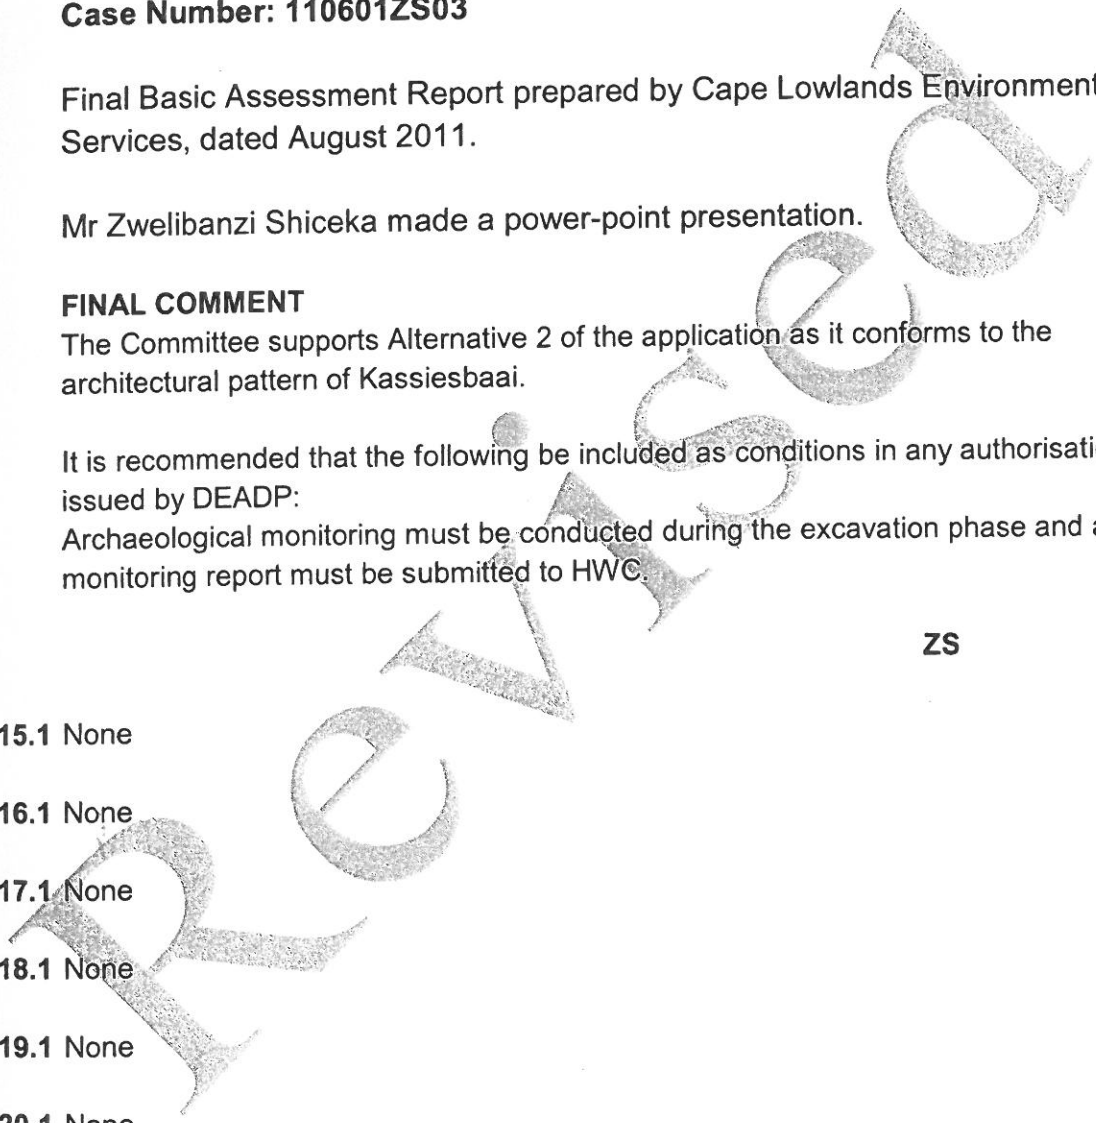 Case Number: 110601ZS03
Final Basic Assessment Report prepared by Cape Lowlands Environment
Services, dated August 2011.
Mr Zwelibanzi Shiceka made a power-point presentation.
FINAL COMMENT
The Committee supports Alternative 2 of the application as it conforms to the
architectural pattern of Kassiesbaai.
It is recommended that the following be included as conditions in any authorisati
issued by DEADP:
Archaeological monitoring must be conducted during the excavation phase and a
monitoring report must be submitted to HWC.
ZS
15.1 None
16.1 None
17.1 None
18.1 None
19.1 None
20.1 None
Revised